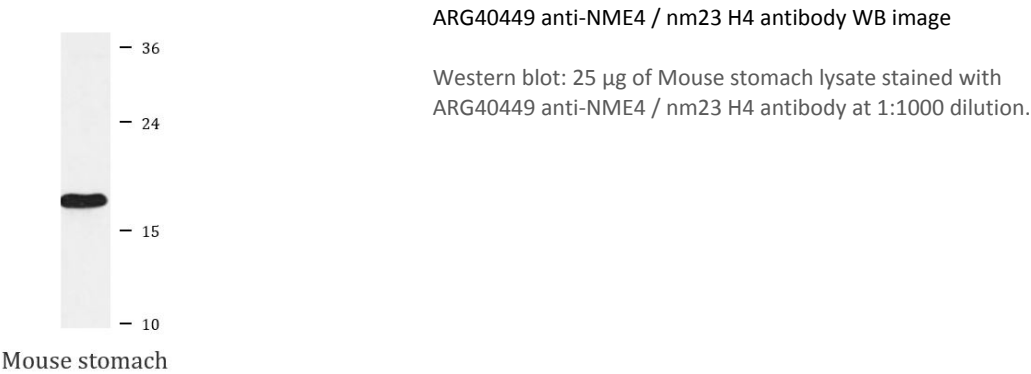 ARG40449 anti-NME4 / nm23 H4 antibody WB image
Western blot: 25 µg of Mouse stomach lysate stained with
ARG40449 anti-NME4 / nm23 H4 antibody at 1:1000 dilution.
– 36
– 24
– 15
– 10
Mouse stomach